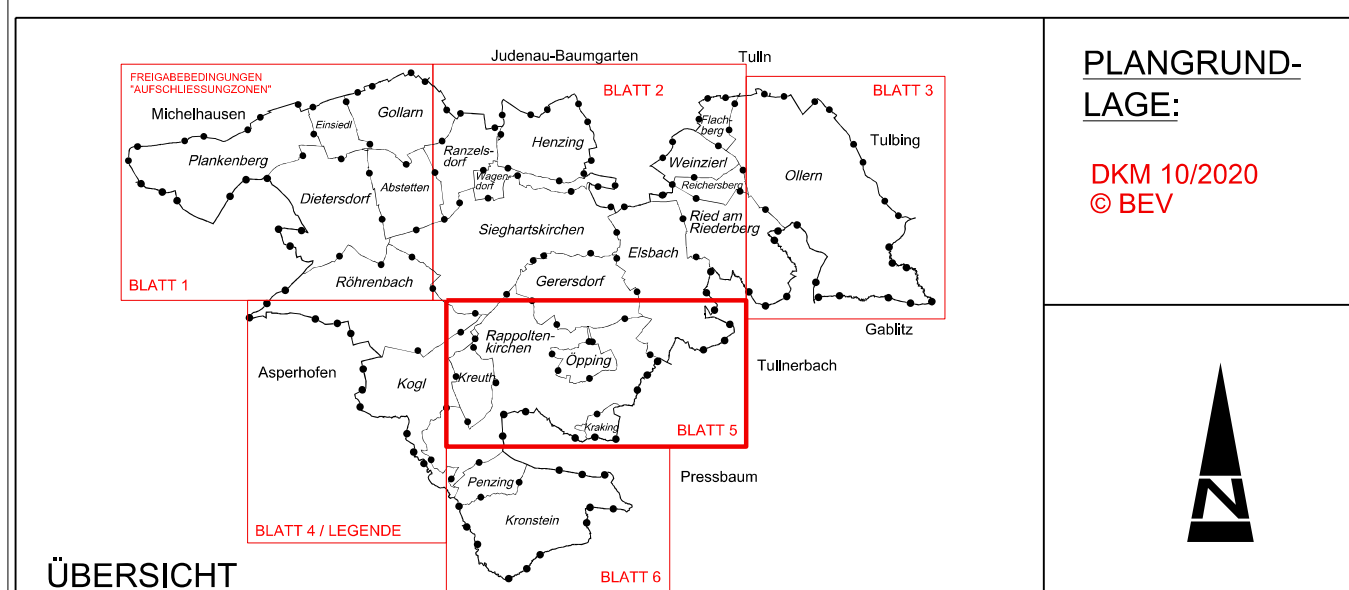 Judenau-Baumgarten
Tulln
FREIGABEBEDINGUNGEN
"AUFSCHLIESSUNGZONEN"
BLATT 2
BLATT 3
Michelhausen
Gollarn
Einsiedl
Plankenberg
Ranzels-
dorf
Henzing
Flach-
berg
Tulbing
Weinzierl
Ollern
Dietersdorf
Abstetten
Wagen-
dorf
Reichersberg
Sieghartskirchen
Ried am
Riederberg
Elsbach
Röhrenbach
Gerersdorf
BLATT 1
Gablitz
Rappolten-
kirchen
Öpping
Tullnerbach
Asperhofen
Kogl
Kreuth
Kraking
BLATT 5
Pressbaum
Penzing
Kronstein
BLATT 4 / LEGENDE
BLATT 6
ÜBERSICHT
PLANGRUND-
LAGE:
DKM 10/2020
© BEV
N